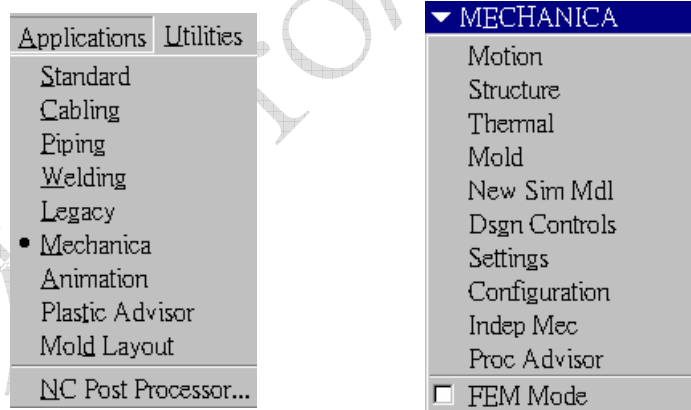 Applications Utilities
Standard
Cabling
Piping
Welding
Legacy
Mechanica
Animation
Plastic Advisor
Mold Layout
NC Post Processor...
MECHANICA
Motion
Structure
Thermal
Mold
New Sim Mdl
Dsgn Controls
Settings
Configuration
Indep Mec
Proc Advisor
FEM Mode